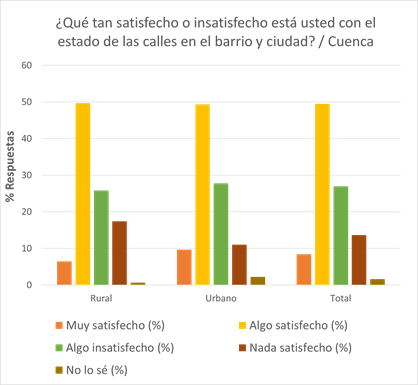 ¿Qué tan satisfecho o insatisfecho está usted con el
estado de las calles en el barrio y ciudad? / Cuenca
60
50
40
30
20
10
0
% Respuestas
Rural
Urbano
Total
Muy satisfecho (%)
Algo satisfecho (%)
Algo insatisfecho (%)
Nada satisfecho (%)
No lo sé (%)